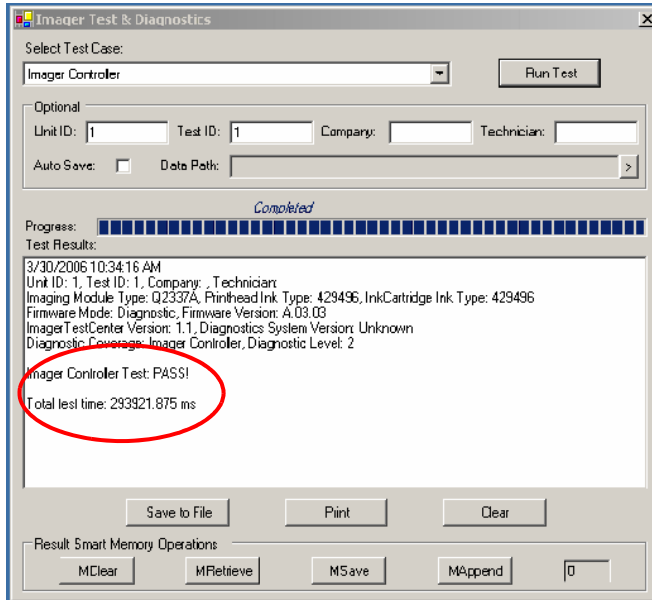 Imager Test & Diagnostics
Select Test Case:
Imager Controller
Run Test
Optional
Unit ID: 1 Test ID: 1 Company: Technician:
Auto Save: Data Path: >
Completed
Progress:
Test Results:
3/30/2006 10:34:16 AM
Unit ID: 1, Test ID: 1, Company: , Technician:
Imaging Module Type: Q2337A, Printhead Ink Type: 429496, InkCartridge Ink Type: 429496
Firmware Mode: Diagnostic, Firmware Version: A.03.03
ImagerTestCenter Version: 1.1, Diagnostics System Version: Unknown
Diagnostic Coverage: Imager Controller, Diagnostic Level: 2
Imager Controller Test: PASS!
Total test time: 293921.875 ms
Save to File Print Clear
Result Smart Memory Operations
MClear MRetrieve MSave MAppend 0